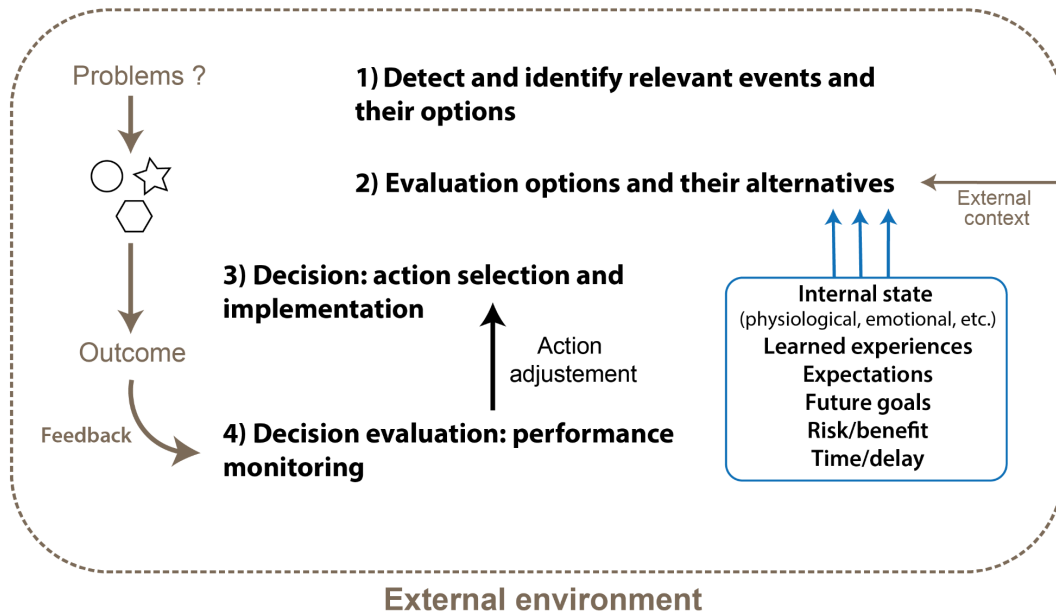 Problems ?
1) Detect and identify relevant events and
their options
2) Evaluation options and their alternatives
External
context
3) Decision: action selection and
implementation
Internal state
(physiological, emotional, etc.)
Learned experiences
Expectations
Future goals
Risk/benefit
Time/delay
Outcome
Action
adjustement
Feedback
4) Decision evaluation: performance
monitoring
External environment